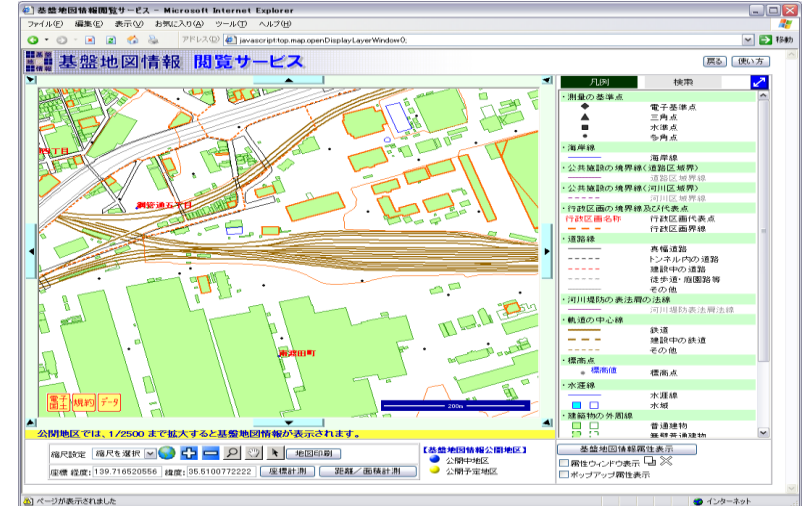 基盤地図情報閲覧サービス - Microsoft Internet Explorer
ファイル(F) 編集(E) 表示(V) お気に入り(A) ツール(T) ヘルプ(H)
アドレス(D) javascript:top.map.openDisplayLayerWindow(); 移動
基盤地図情報 閲覧サービス
戻る 使い方
凡例 検索
・測量の基準点
電子基準点
三角点
水準点
多角点
・海岸線
海岸線
・公共施設の境界線(道路区域界)
道路区域界線
・公共施設の境界線(河川区域界)
河川区域界線
・行政区画の境界線及び代表点
行政区画名称 行政区画代表点
行政区画界線
・道路線
真幅道路
トンネル内の道路
建設中の道路
徒歩道・庭園路等
その他
・河川堤防の表法肩の法線
河川堤防表法肩法線
・軌道の中心線
鉄道
建設中の鉄道
その他
・標高点
標高値 標高点
・水涯線
水涯線
水域
・建築物の外周線
普通建物
無壁普通建物
四丁目
通五丁目
南渡田町
電子国土 規約 データ
200m
公開地区では、1/2500 まで拡大すると基盤地図情報が表示されます。
縮尺設定 縮尺を選択 地図印刷
座標 経度: 139.716520556 緯度: 35.5100772222 座標計測 距離/面積計測
【基盤地図情報公開地区】
公開中地区
公開予定地区
基盤地図情報属性表示
属性ウィンドウ表示
ポップアップ属性表示
ページが表示されました インターネット